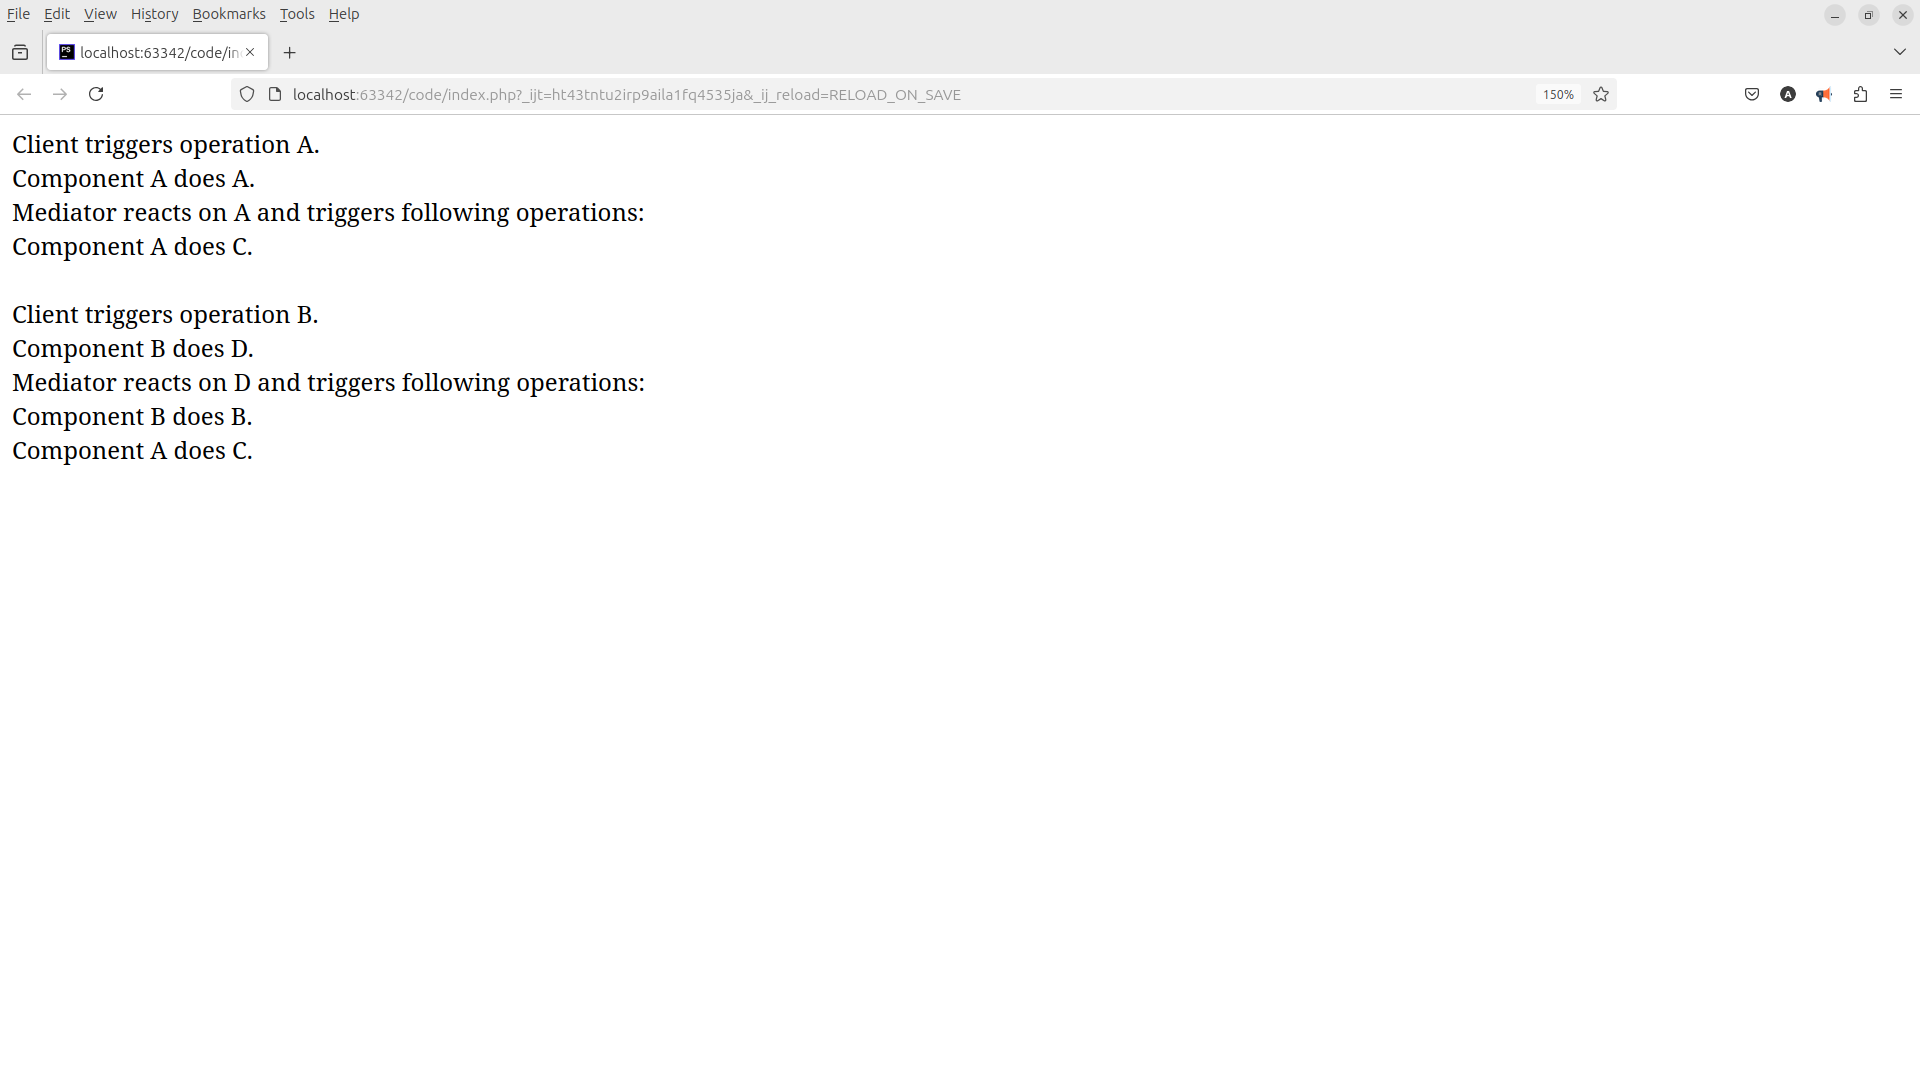 File Edit View History Bookmarks Tools Help
PS localhost:63342/code/in
localhost:63342/code/index.php?_ijt=ht43tntu2irp9aila1fq4535ja&_ij_reload=RELOAD_ON_SAVE 150% A
Client triggers operation A.
Component A does A.
Mediator reacts on A and triggers following operations:
Component A does C.
Client triggers operation B.
Component B does D.
Mediator reacts on D and triggers following operations:
Component B does B.
Component A does C.